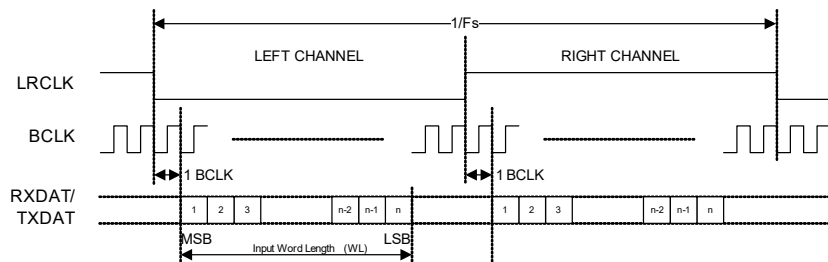 1/Fs
LEFT CHANNEL RIGHT CHANNEL
LRCLK
BCLK
1 BCLK 1 BCLK
RXDAT/
TXDAT
1 2 3 n-2 n-1 n 1 2 3 n-2 n-1 n
MSB LSB
Input Word Length (WL)